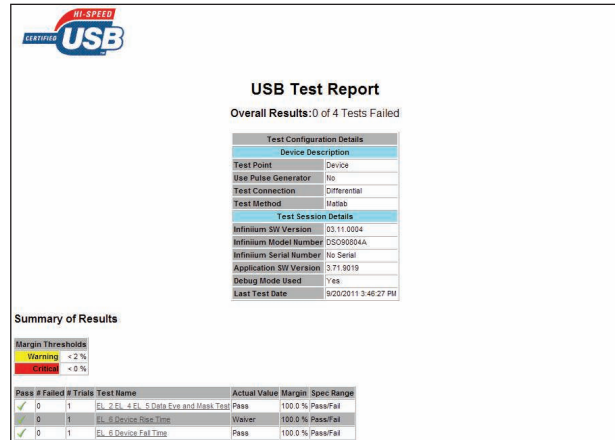 HI-SPEED
CERTIFIED USB
USB Test Report
Overall Results:0 of 4 Tests Failed
Test Configuration Details
Device Description
Test Point Device
Use Pulse Generator No
Test Connection Differential
Test Method Matlab
Test Session Details
Infiniium SW Version 03.11.0004
Infiniium Model Number DSO90804A
Infiniium Serial Number No Serial
Application SW Version 3.71.9019
Debug Mode Used Yes
Last Test Date 9/20/2011 3:46:27 PM
Summary of Results
Margin Thresholds
Warning < 2 %
Critical < 0 %
Pass # Failed # Trials Test Name Actual Value Margin Spec Range
0 1 EL_2 EL_4 EL_5 Data Eye and Mask Test Pass 100.0 % Pass/Fail
0 1 EL_6 Device Rise Time Waiver 100.0 % Pass/Fail
0 1 EL_6 Device Fall Time Pass 100.0 % Pass/Fail